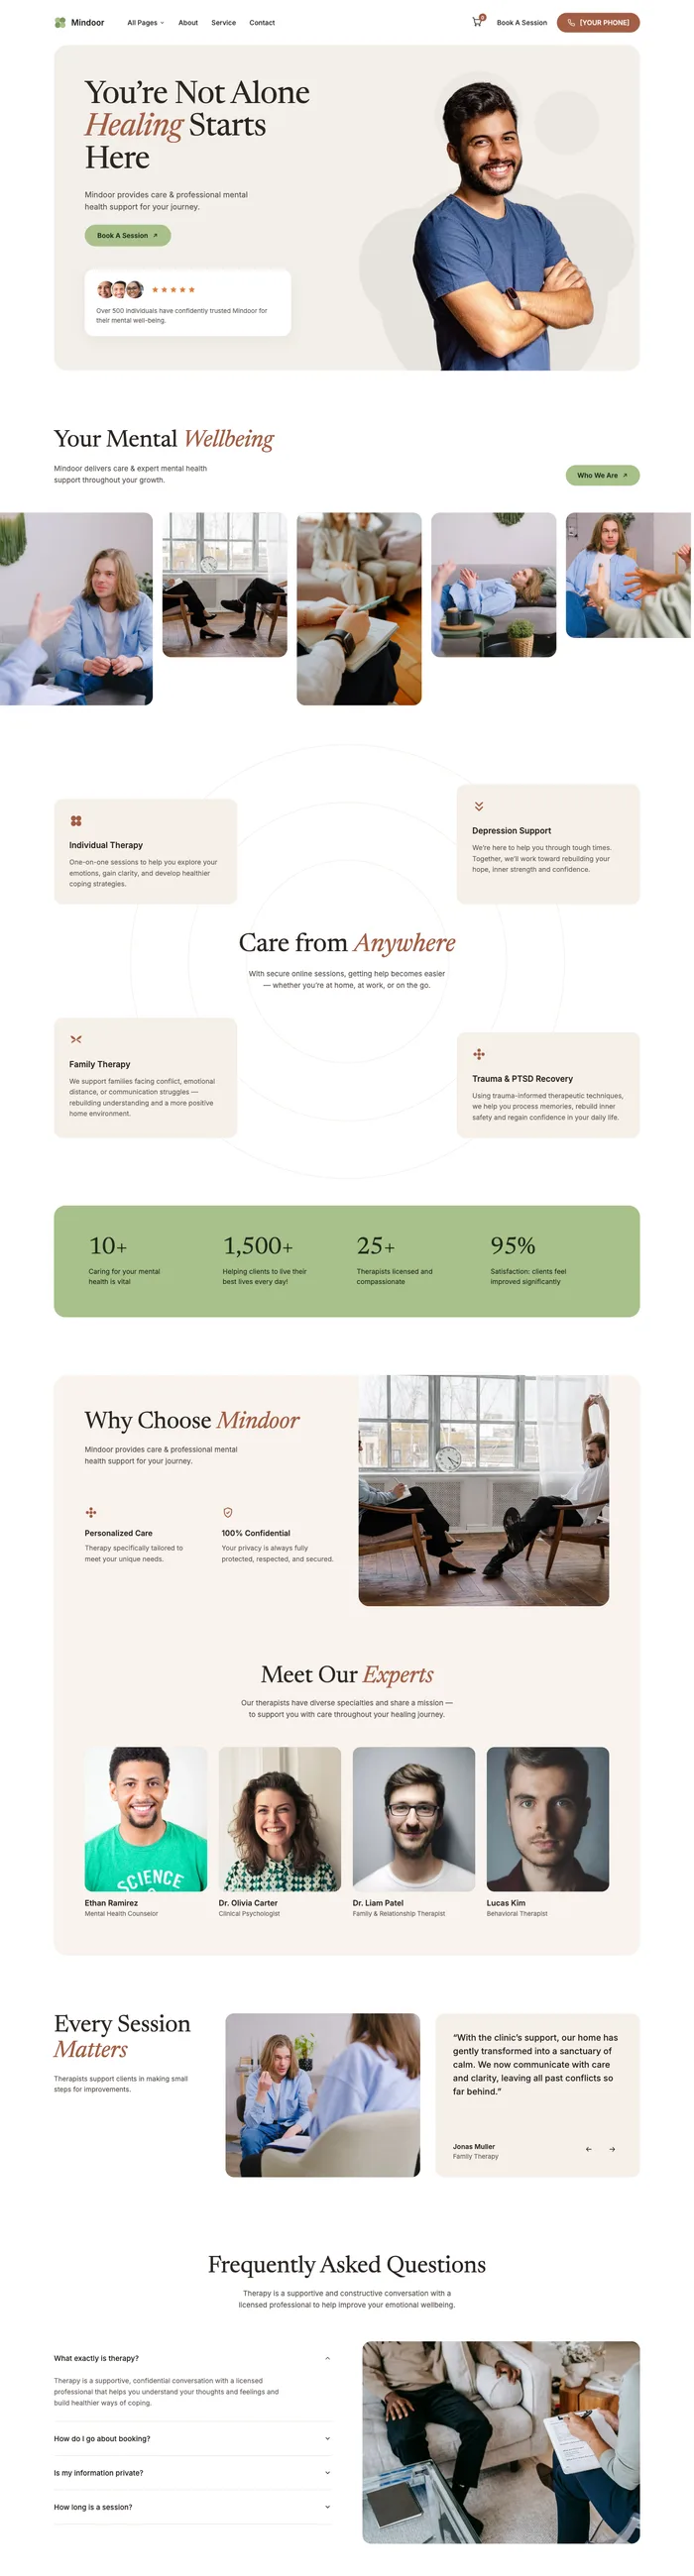 Mindoor
All Pages
About
Service
Contact
0
Book A Session
[YOUR PHONE]
You’re Not Alone
Healing Starts
Here
Mindoor provides care & professional mental
health support for your journey.
Book A Session
Over 500 individuals have confidently trusted Mindoor for
their mental well-being.
Your Mental Wellbeing
Mindoor delivers care & expert mental health
support throughout your growth.
Who We Are
Individual Therapy
One-on-one sessions to help you explore your
emotions, gain clarity, and develop healthier
coping strategies.
Depression Support
We’re here to help you through tough times.
Together, we’ll work toward rebuilding your
hope, inner strength and confidence.
Care from Anywhere
With secure online sessions, getting help becomes easier
— whether you’re at home, at work, or on the go.
Family Therapy
We support families facing conflict, emotional
distance, or communication struggles —
rebuilding understanding and a more positive
home environment.
Trauma & PTSD Recovery
Using trauma-informed therapeutic techniques,
we help you process memories, rebuild inner
safety and regain confidence in your daily life.
10+
Caring for your mental
health is vital
1,500+
Helping clients to live their
best lives every day!
25+
Therapists licensed and
compassionate
95%
Satisfaction: clients feel
improved significantly
Why Choose Mindoor
Mindoor provides care & professional mental
health support for your journey.
Personalized Care
Therapy specifically tailored to
meet your unique needs.
100% Confidential
Your privacy is always fully
protected, respected, and secured.
Meet Our Experts
Our therapists have diverse specialties and share a mission —
to support you with care throughout your healing journey.
SCIENCE
Ethan Ramirez
Mental Health Counselor
Dr. Olivia Carter
Clinical Psychologist
Dr. Liam Patel
Family & Relationship Therapist
Lucas Kim
Behavioral Therapist
Every Session
Matters
Therapists support clients in making small
steps for improvements.
“With the clinic’s support, our home has
gently transformed into a sanctuary of
calm. We now communicate with care
and clarity, leaving all past conflicts so
far behind.”
Jonas Muller
Family Therapy
Frequently Asked Questions
Therapy is a supportive and constructive conversation with a
licensed professional to help improve your emotional wellbeing.
What exactly is therapy?
Therapy is a supportive, confidential conversation with a licensed
professional that helps you understand your thoughts and feelings and
build healthier ways of coping.
How do I go about booking?
Is my information private?
How long is a session?